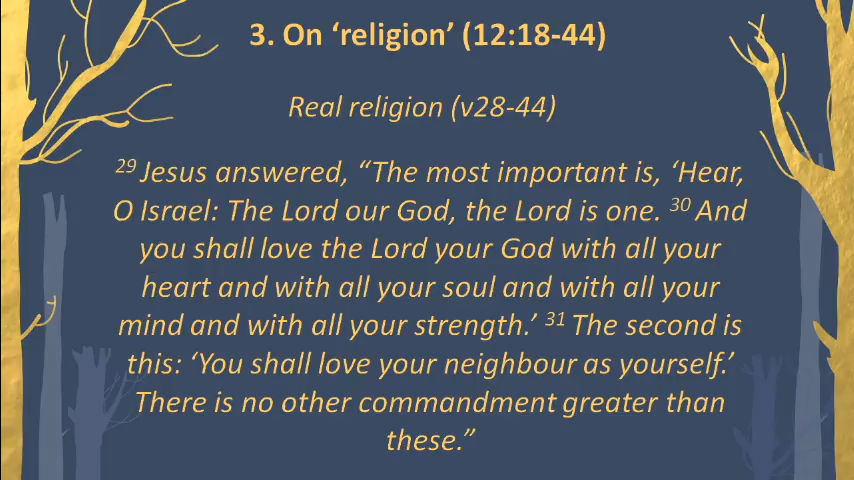 3. On ‘religion’ (12:18-44)
Real religion (v28-44)
29 Jesus answered, “The most important is, ‘Hear,
O Israel: The Lord our God, the Lord is one. 30 And
you shall love the Lord your God with all your
heart and with all your soul and with all your
mind and with all your strength.’ 31 The second is
this: ‘You shall love your neighbour as yourself.’
There is no other commandment greater than
these.”